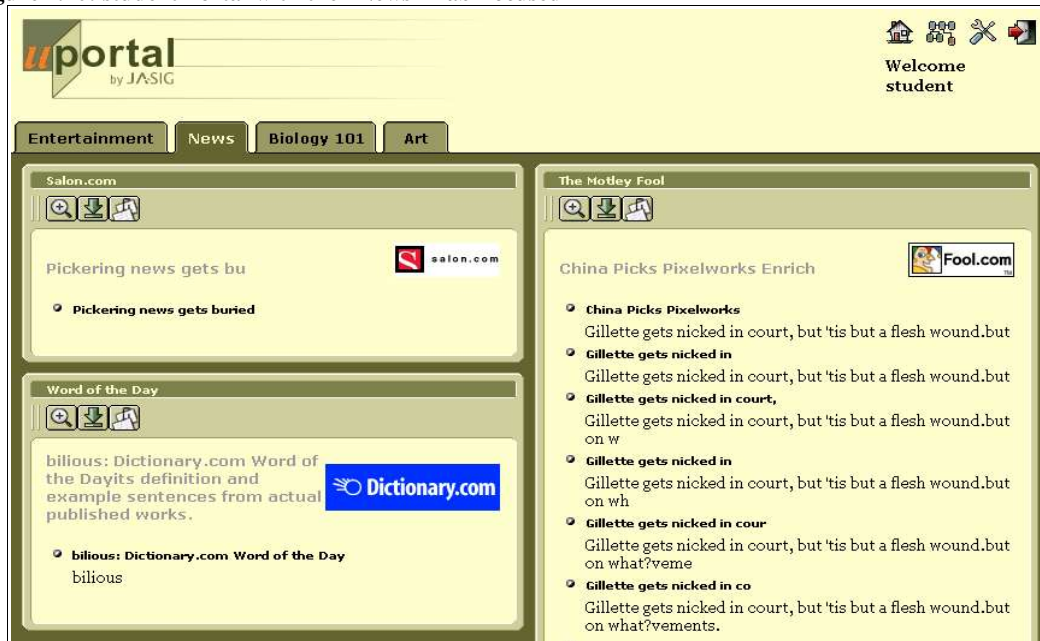 uportal
by JA-SIG
Welcome
student
Entertainment
News
Biology 101
Art
Salon.com
Pickering news gets bu
salon.com
Pickering news gets buried
Word of the Day
bilious: Dictionary.com Word of
the Dayits definition and
example sentences from actual
published works.
Dictionary.com
bilious: Dictionary.com Word of the Day
bilious
The Motley Fool
China Picks Pixelworks Enrich
Fool.com
China Picks Pixelworks
Gillette gets nicked in court, but 'tis but a flesh wound.but
Gillette gets nicked in
Gillette gets nicked in court, but 'tis but a flesh wound.but
Gillette gets nicked in court,
Gillette gets nicked in court, but 'tis but a flesh wound.but
on w
Gillette gets nicked in
Gillette gets nicked in court, but 'tis but a flesh wound.but
on wh
Gillette gets nicked in cour
Gillette gets nicked in court, but 'tis but a flesh wound.but
on what?veme
Gillette gets nicked in co
Gillette gets nicked in court, but 'tis but a flesh wound.but
on what?vements.